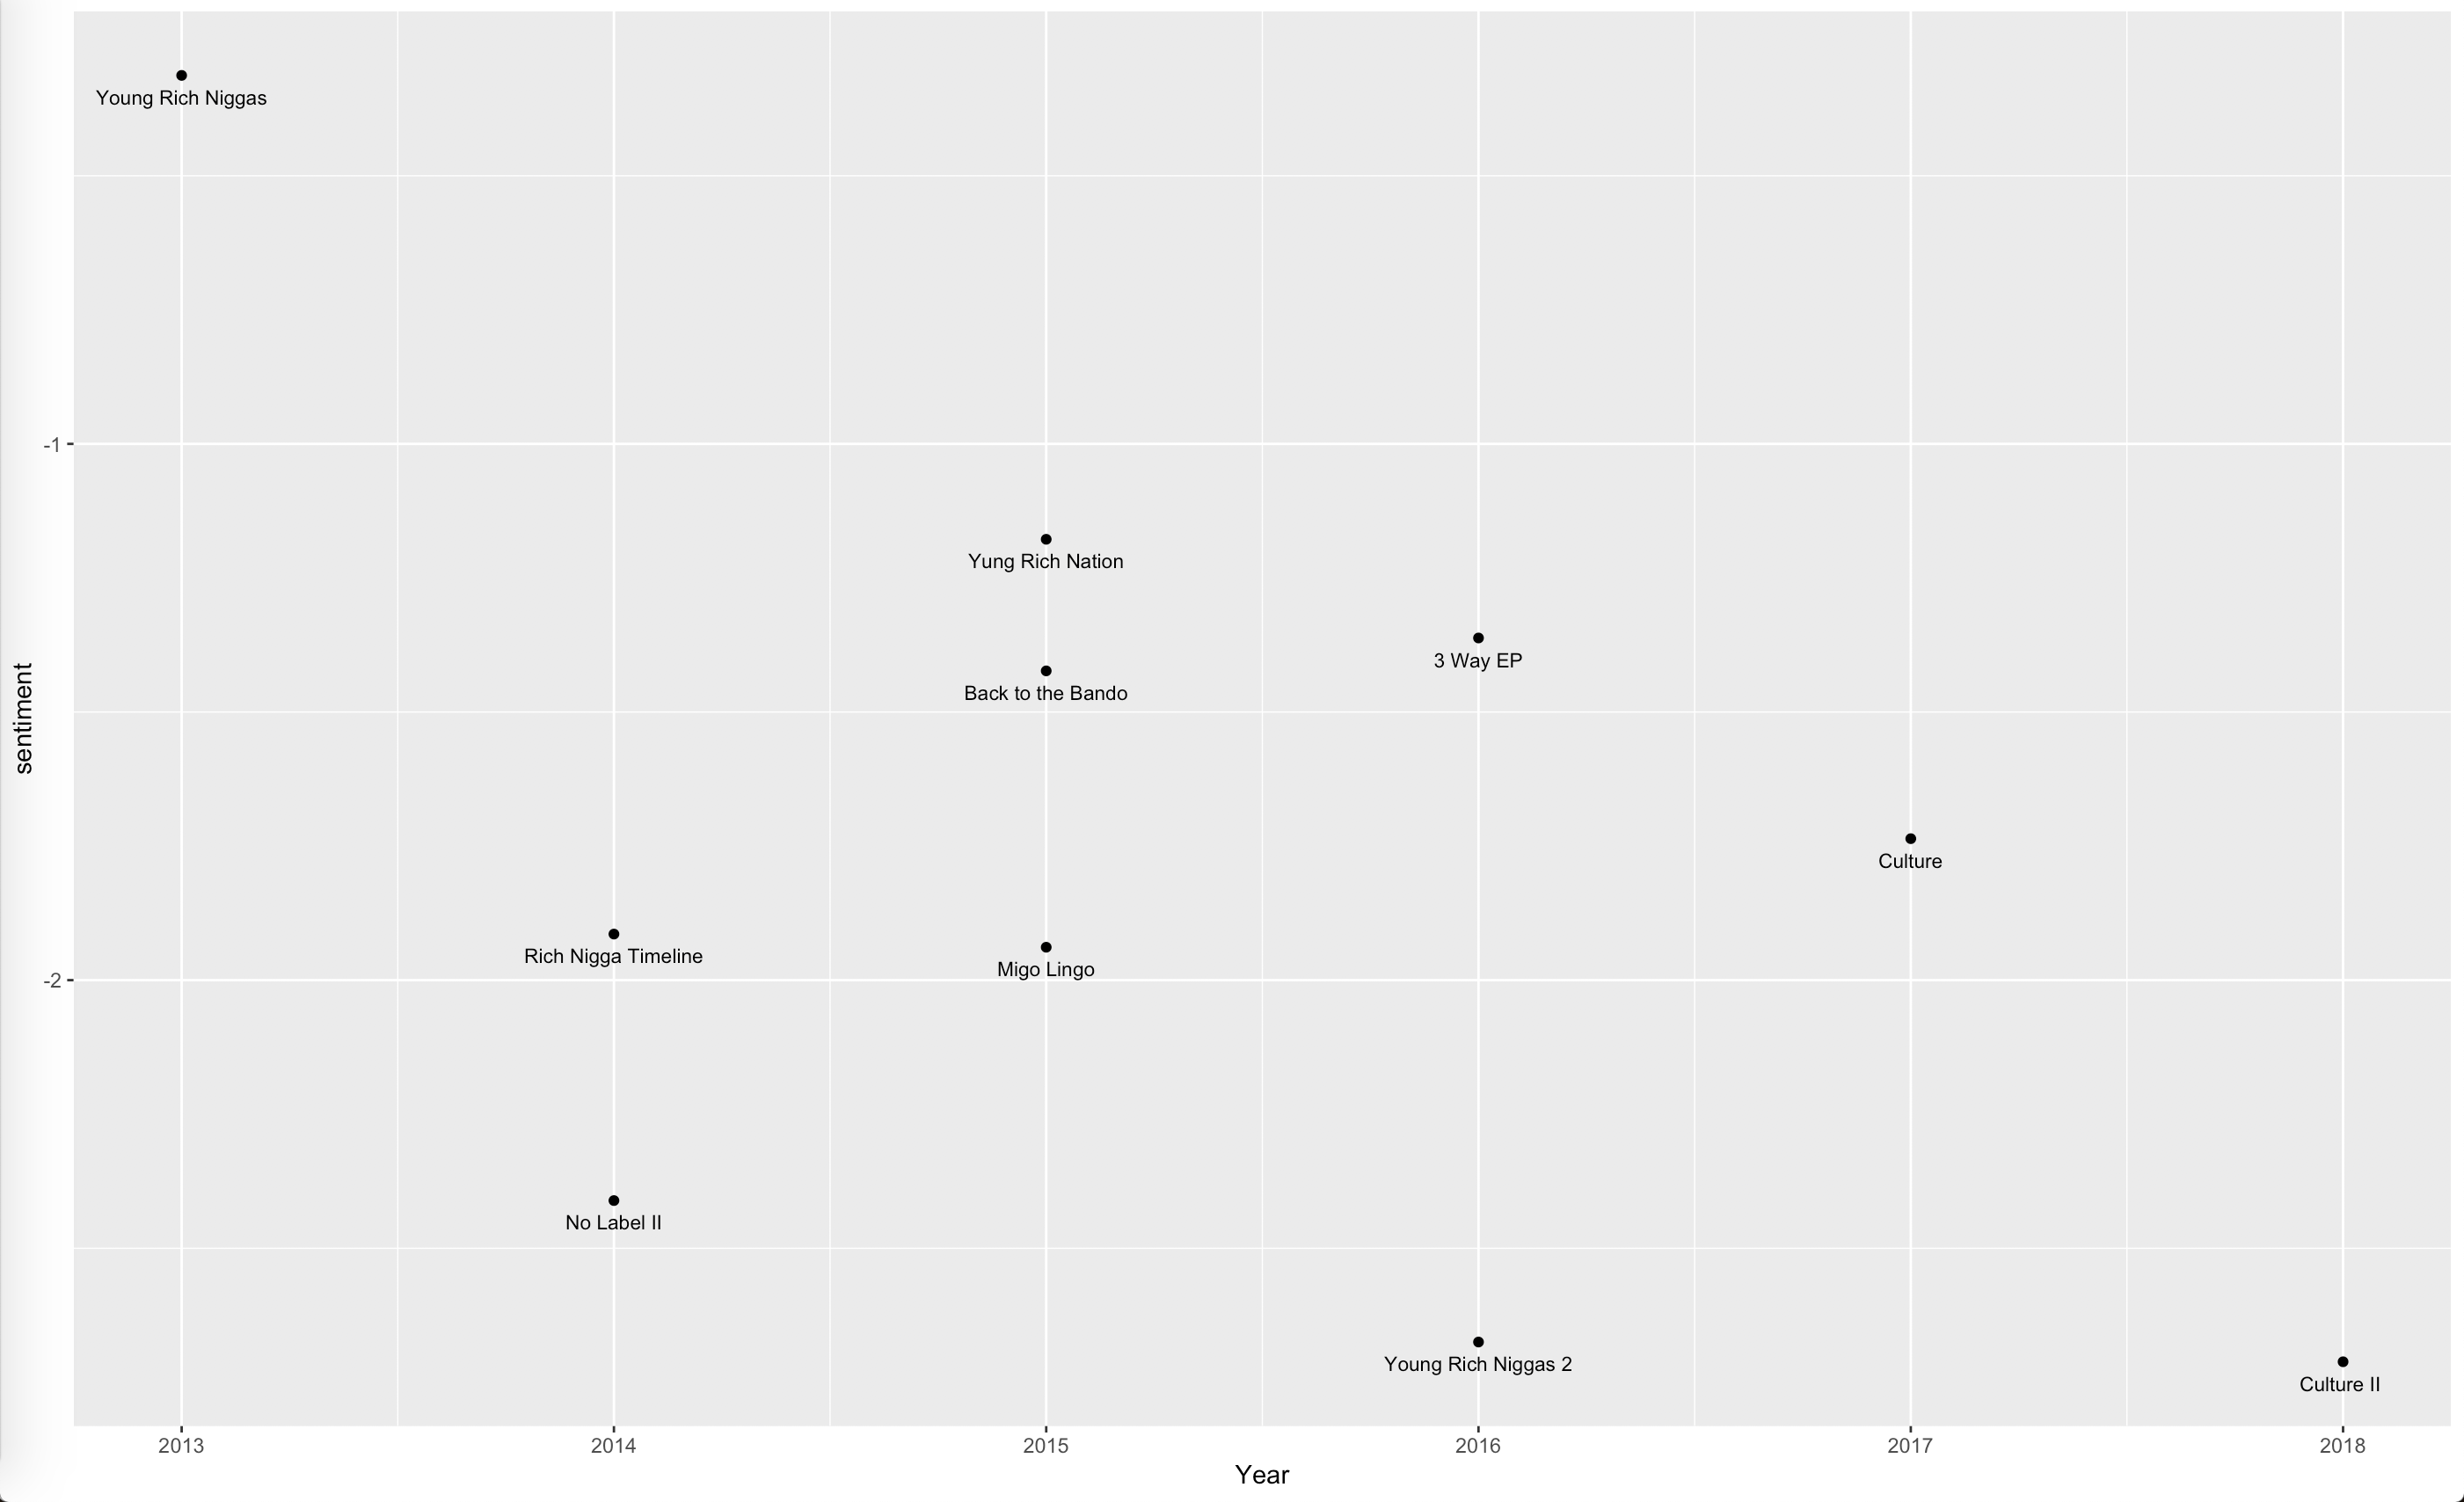 Young Rich Niggas
-1
Yung Rich Nation
3 Way EP
Back to the Bando
sentiment
Culture
Rich Nigga Timeline
Migo Lingo
-2
No Label II
Young Rich Niggas 2
Culture II
2013 2014 2015 2016 2017 2018
Year